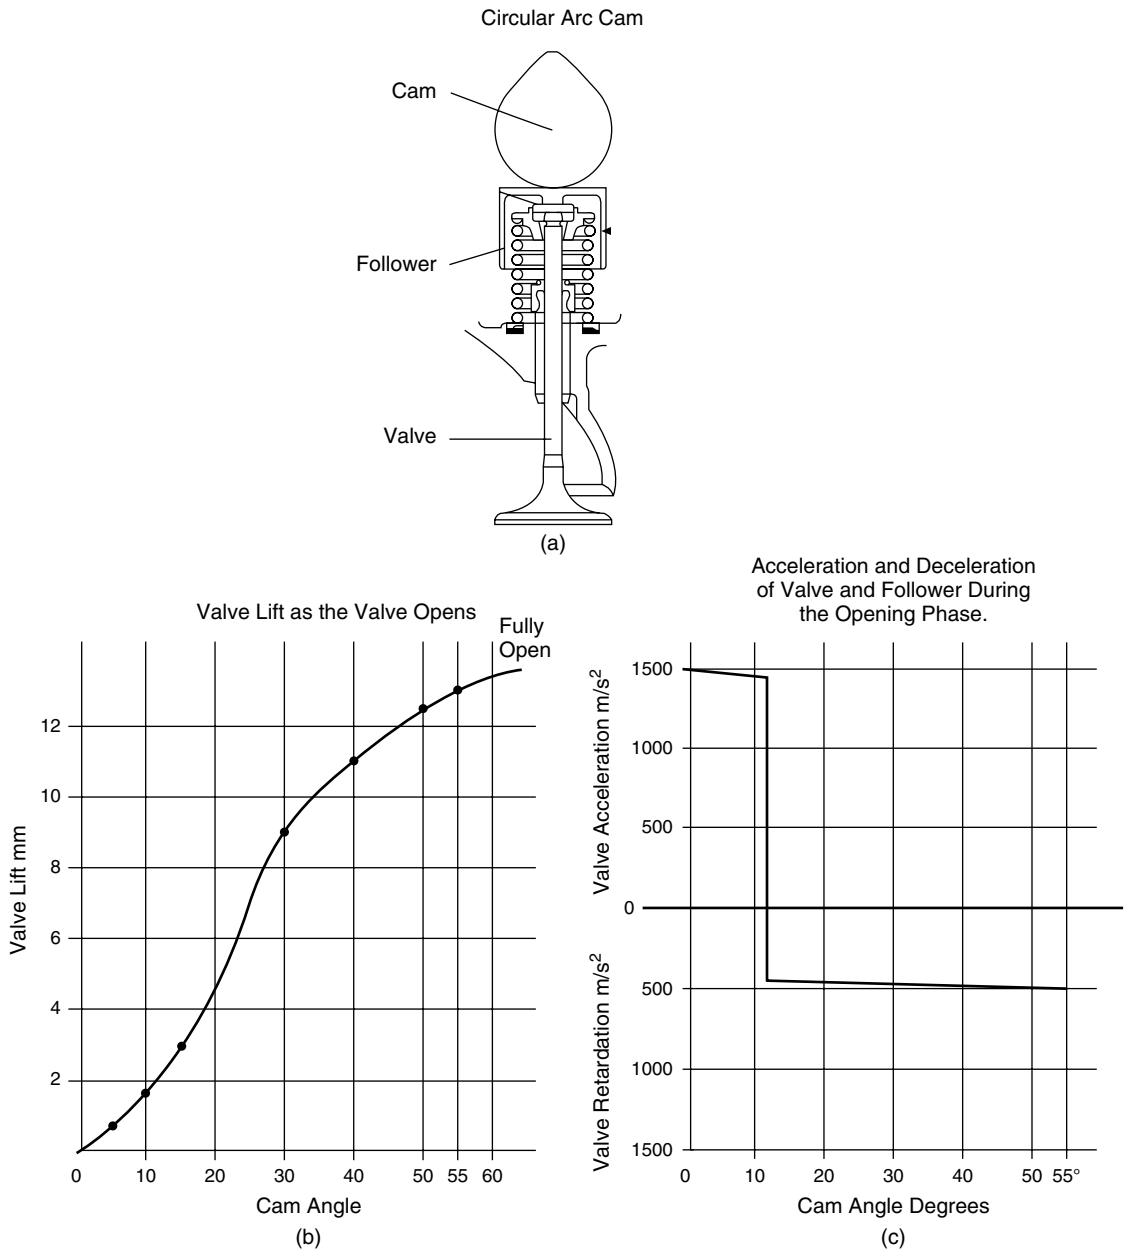 Circular Arc Cam
Cam
Follower
Valve
(a)
Valve Lift as the Valve Opens
Fully
Open
Valve Lift mm
12
10
8
6
4
2
0 10 20 30 40 50 55 60
Cam Angle
(b)
Acceleration and Deceleration
of Valve and Follower During
the Opening Phase.
Valve Acceleration m/s²
Valve Retardation m/s²
1500
1000
500
0
500
1000
1500
0 10 20 30 40 50 55°
Cam Angle Degrees
(c)